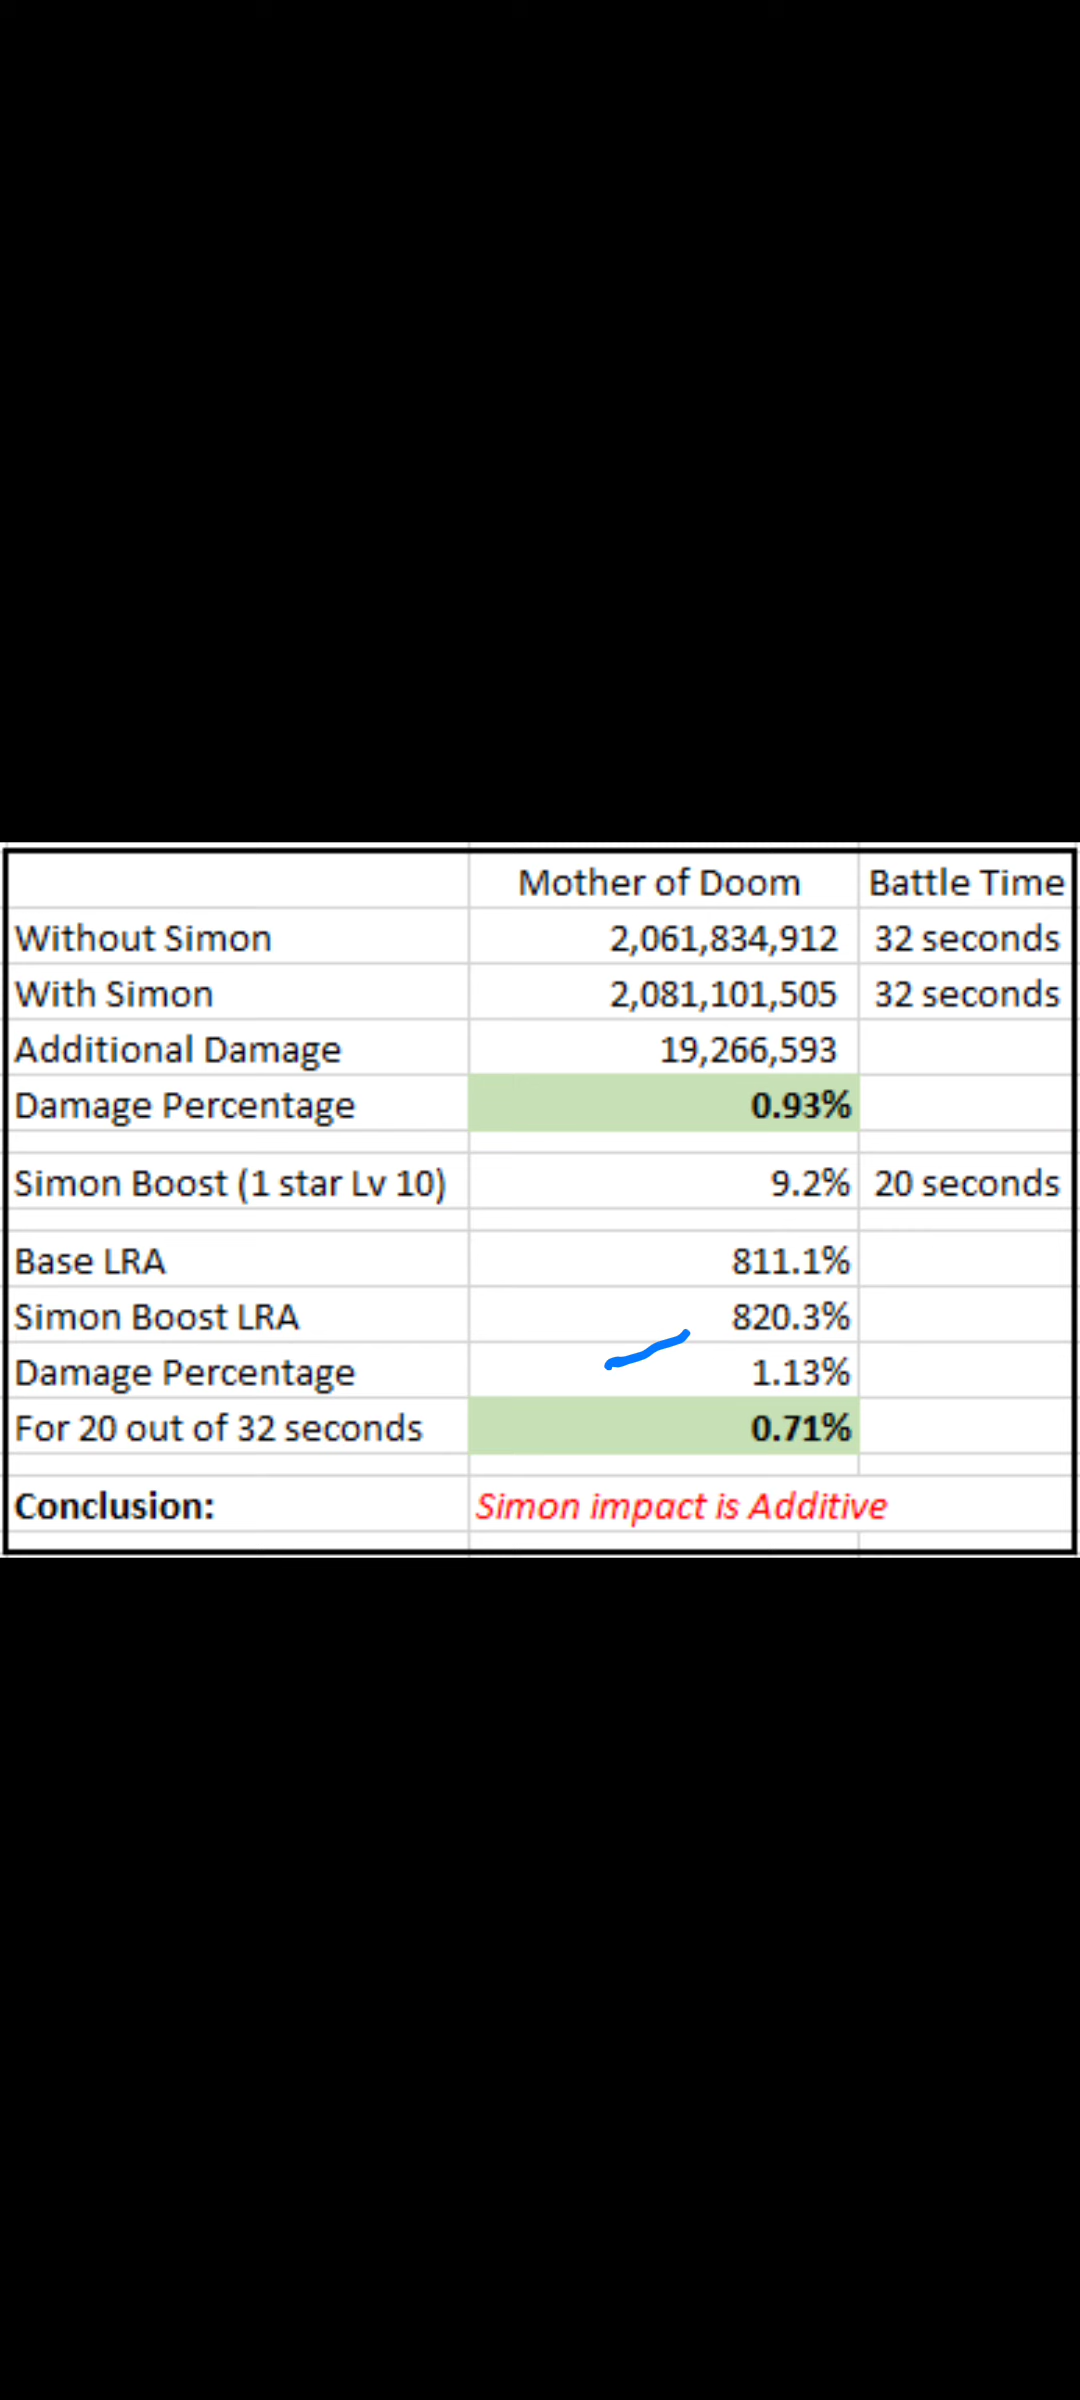 Mother of Doom Battle Time
Without Simon 2,061,834,912 32 seconds
With Simon 2,081,101,505 32 seconds
Additional Damage 19,266,593
Damage Percentage 0.93%
Simon Boost (1 star Lv 10) 9.2% 20 seconds
Base LRA 811.1%
Simon Boost LRA 820.3%
Damage Percentage 1.13%
For 20 out of 32 seconds 0.71%
Conclusion: Simon impact is Additive